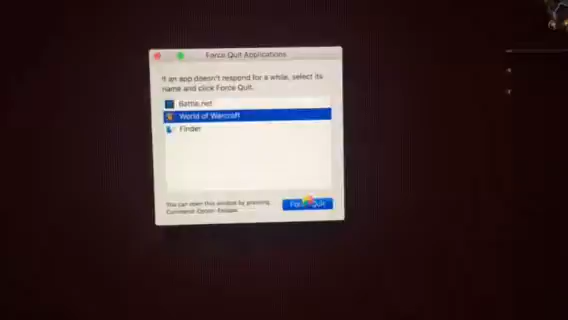 Force Quit Applications
If an app doesn't respond for a while, select its
name and click Force Quit.
Battle.net
World of Warcraft
Finder
You can open this window by pressing
Command-Option-Escape.
Force Quit